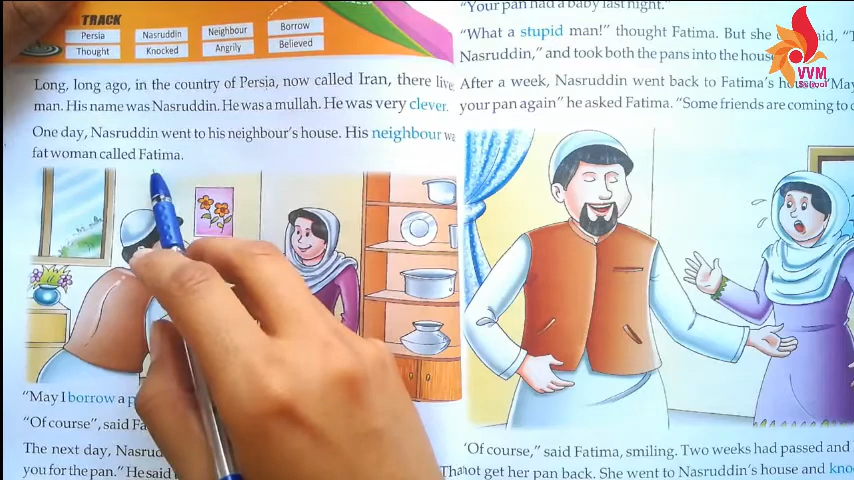 TRACK
Persia Nasruddin Neighbour Borrow
Thought Knocked Angrily Believed
Long, long ago, in the country of Persia, now called Iran, there live
man. His name was Nasruddin. He was a mullah. He was very clever.
One day, Nasruddin went to his neighbour's house. His neighbour wa
fat woman called Fatima.
"May I borrow a
"Of course", said Fa
The next day, Nasru
you for the pan." He said
"Your pan had a baby last night."
"What a stupid man!" thought Fatima. But she said, "T
Nasruddin," and took both the pans into the house
After a week, Nasruddin went back to Fatima's house "May
your pan again" he asked Fatima. "Some friends are coming to
'Of course,' said Fatima, smiling. Two weeks had passed and
not get her pan back. She went to Nasruddin's house and kno
Tha
VVM
School